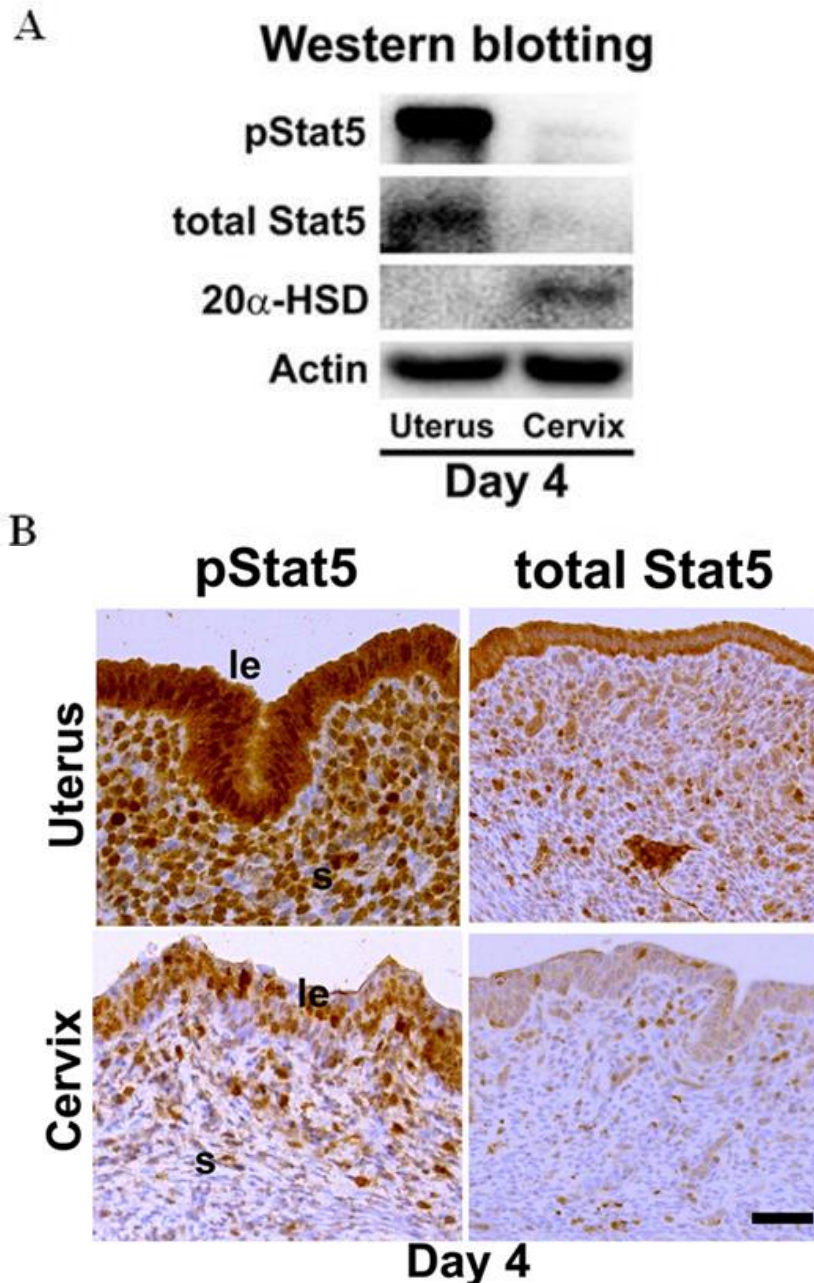 A
Western blotting
pStat5
total Stat5
20α-HSD
Actin
Uterus Cervix
Day 4
B
pStat5 total Stat5
Uterus
le
s
Cervix
le
s
Day 4